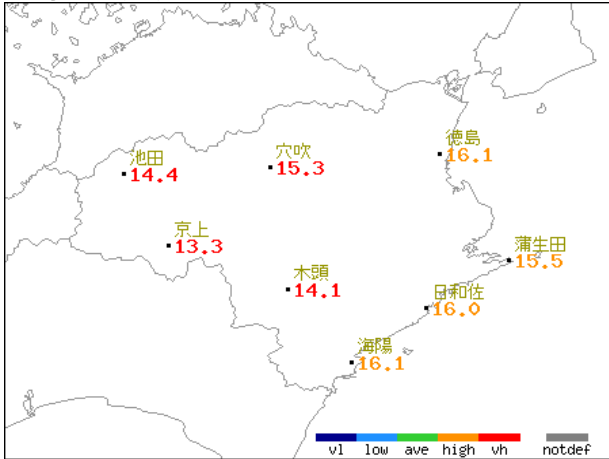 徳島
16.1
穴吹
15.3
池田
14.4
京上
13.3
蒲生田
15.5
木頭
14.1
日和佐
16.0
海陽
16.1
vl low ave high vh notdef